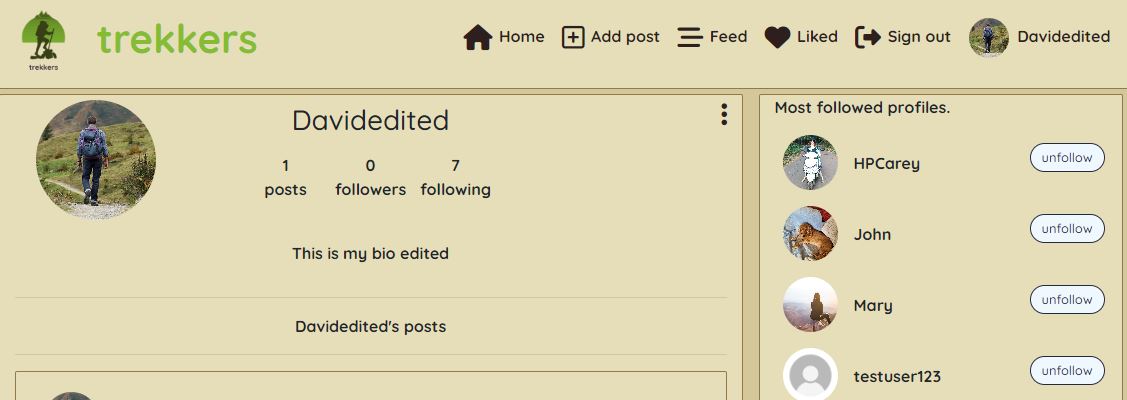 trekkers
trekkers
Home Add post Feed Liked Sign out Davidedited
Davidedited
1 0 7
posts followers following
This is my bio edited
Davidedited's posts
Most followed profiles.
HPCarey unfollow
John unfollow
Mary unfollow
testuser123 unfollow